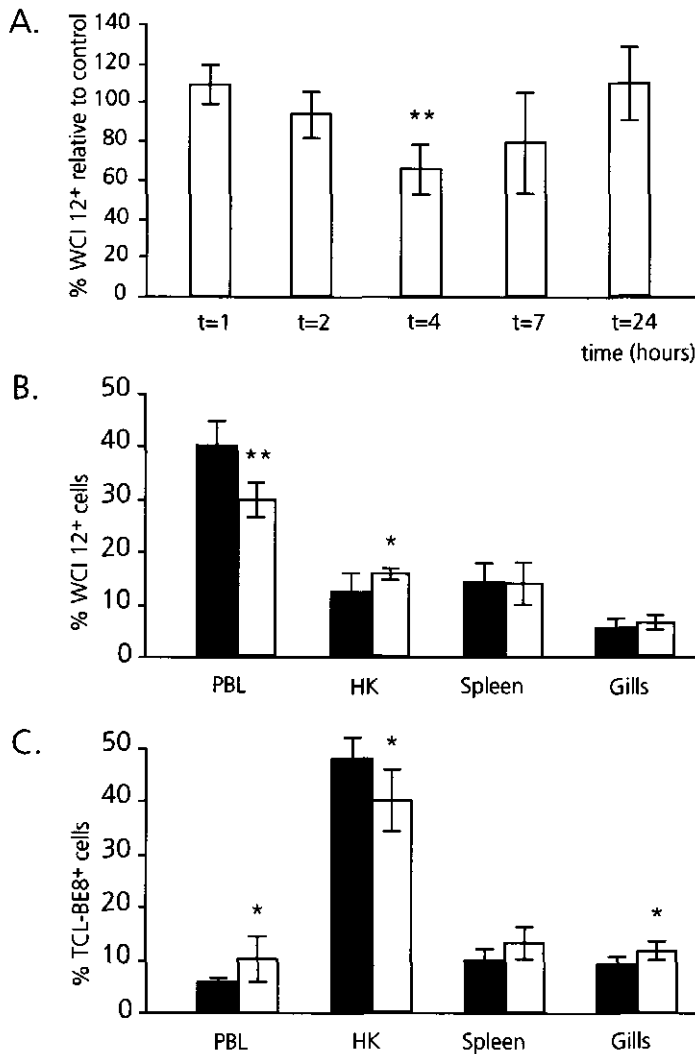 A.
% WCI 12+ relative to control
140
120
100
80
60
40
20
0
**
t=1 t=2 t=4 t=7 t=24
time (hours)
B.
% WCI 12+ cells
50
40
30
20
10
0
**
*
PBL HK Spleen Gills
C.
% TCL-BE8+ cells
50
40
30
20
10
0
*
*
*
PBL HK Spleen Gills